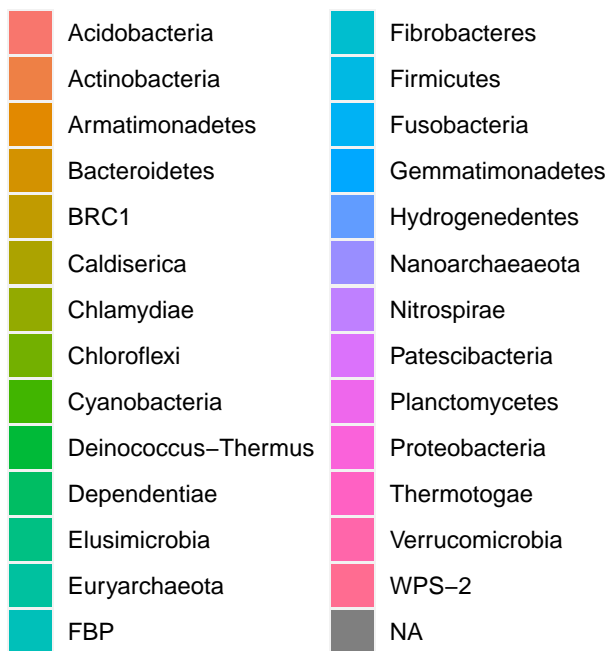 Acidobacteria
Actinobacteria
Armatimonadetes
Bacteroidetes
BRC1
Caldiserica
Chlamydiae
Chloroflexi
Cyanobacteria
Deinococcus−Thermus
Dependentiae
Elusimicrobia
Euryarchaeota
FBP
Fibrobacteres
Firmicutes
Fusobacteria
Gemmatimonadetes
Hydrogenedentes
Nanoarchaeaeota
Nitrospirae
Patescibacteria
Planctomycetes
Proteobacteria
Thermotogae
Verrucomicrobia
WPS−2
NA